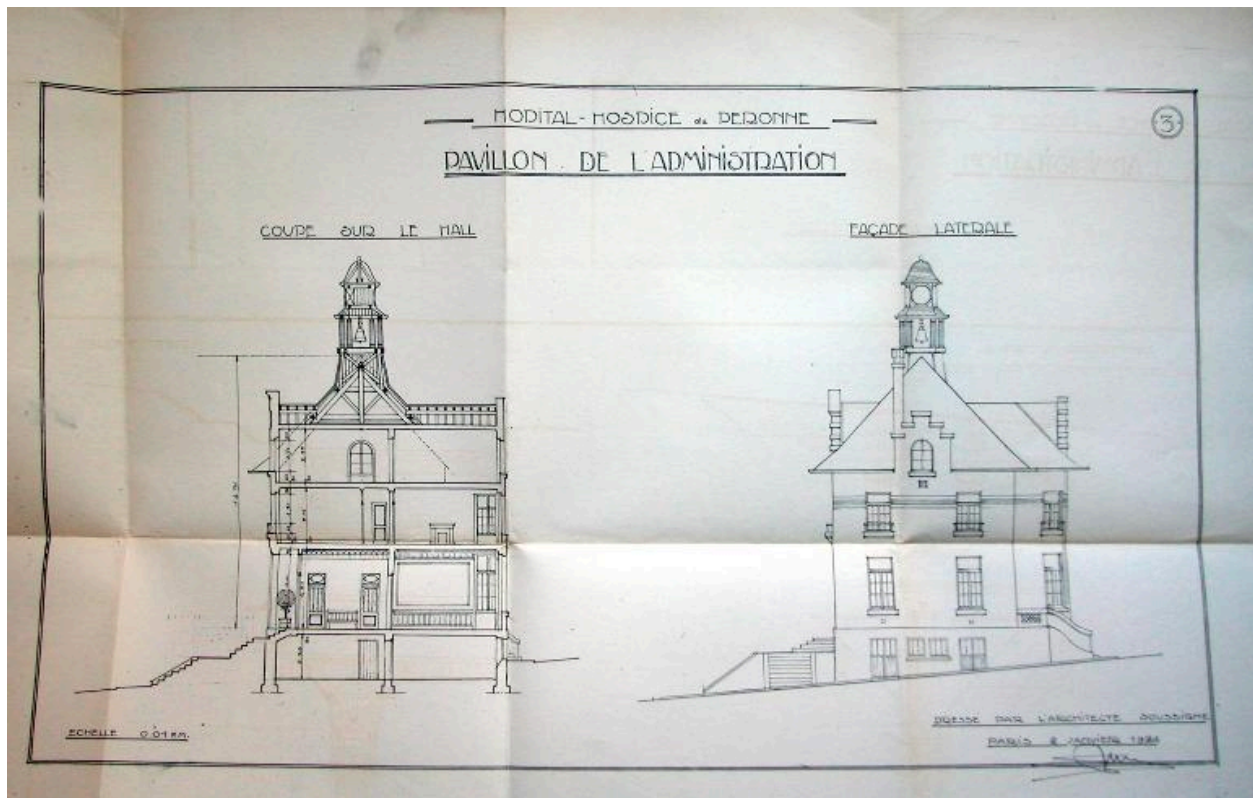 HOPITAL-HOSPICE de PERONNE
3
PAVILLON DE L'ADMINISTRATION
COUPE SUR LE HALL
FAÇADE LATERALE
ECHELLE 0.01 P.M.
DRESSE PAR L'ARCHITECTE SOUSSIGNE
PARIS JANVIER